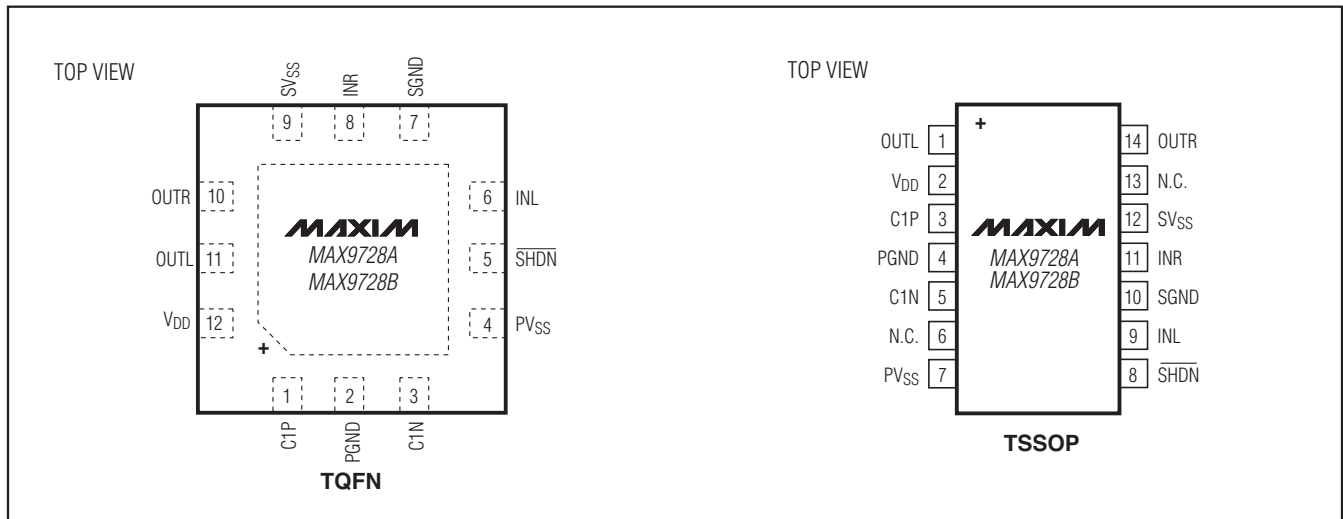 TOP VIEW
SVSS
INR
SGND
9
8
7
OUTR 10
OUTL 11
VDD 12
6 INL
5 SHDN
4 PVSS
MAXIM
MAX9728A
MAX9728B
+
1
2
3
C1P
PGND
C1N
TQFN
TOP VIEW
+
OUTL 1
VDD 2
C1P 3
PGND 4
C1N 5
N.C. 6
PVSS 7
MAXIM
MAX9728A
MAX9728B
14 OUTR
13 N.C.
12 SVSS
11 INR
10 SGND
9 INL
8 SHDN
TSSOP